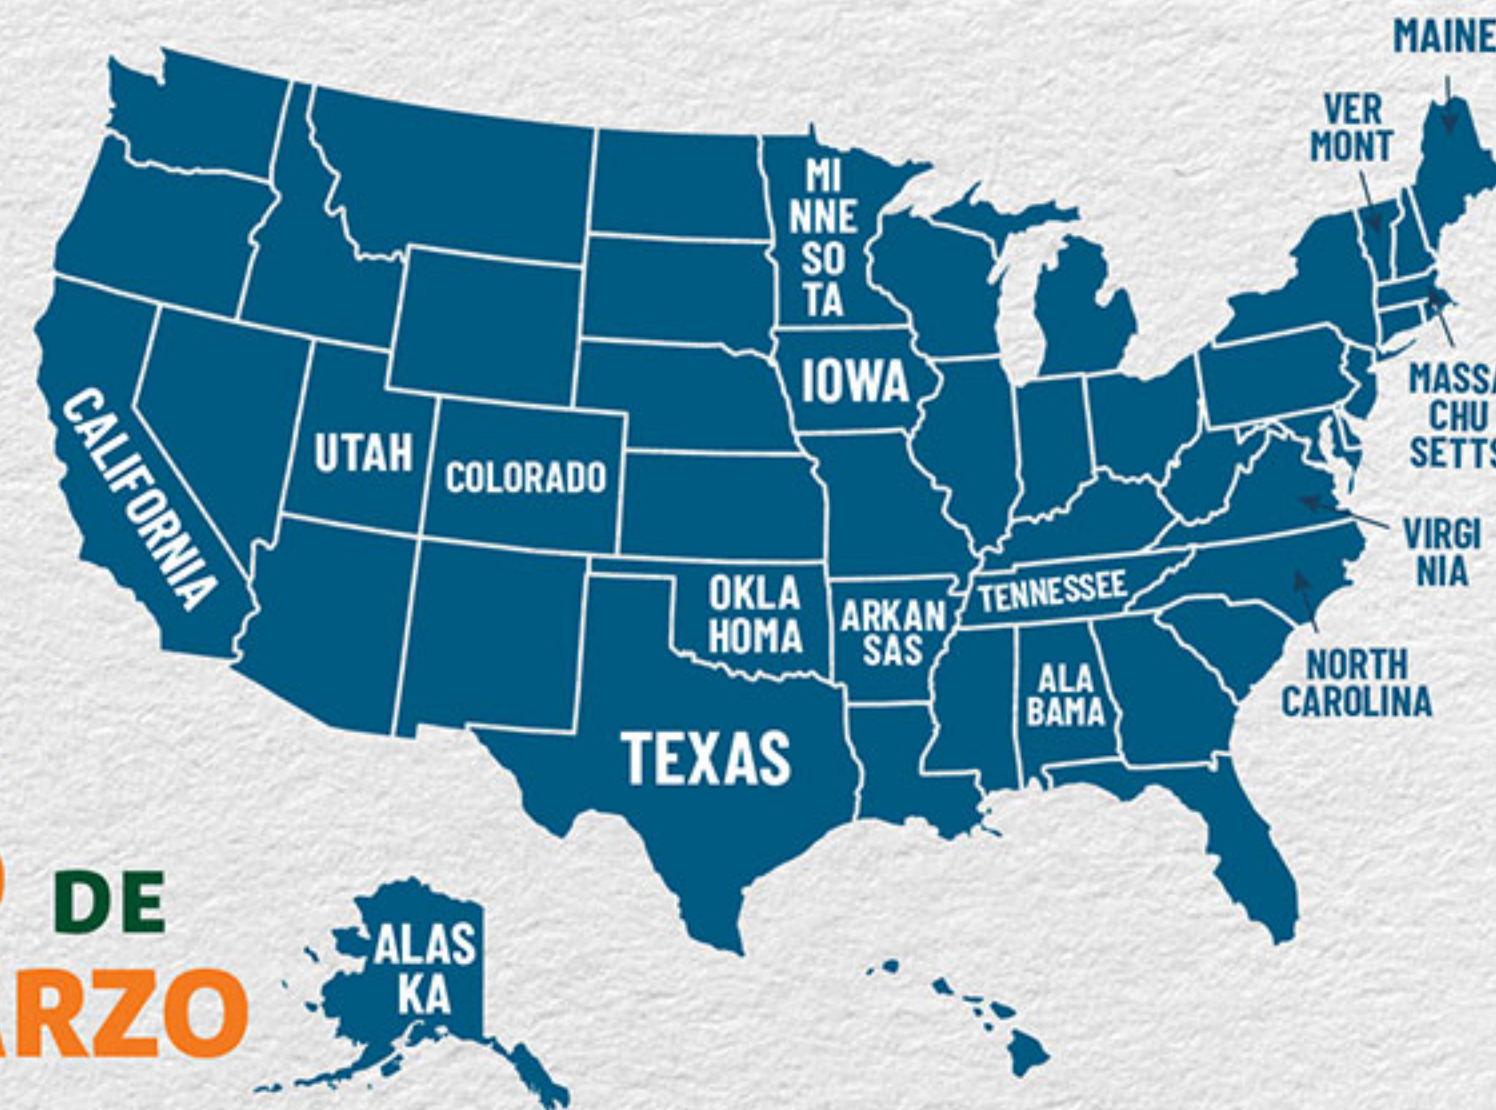 MAINE
VER
MONT
MI
NNE
SO
TA
IOWA
UTAH
COLORADO
CALIFORNIA
MASSA
CHU
SETTS
VIRGI
NIA
OKLA
HOMA
ARKAN
SAS
TENNESSEE
NORTH
CAROLINA
ALA
BAMA
TEXAS
DE
ARZO
ALAS
KA